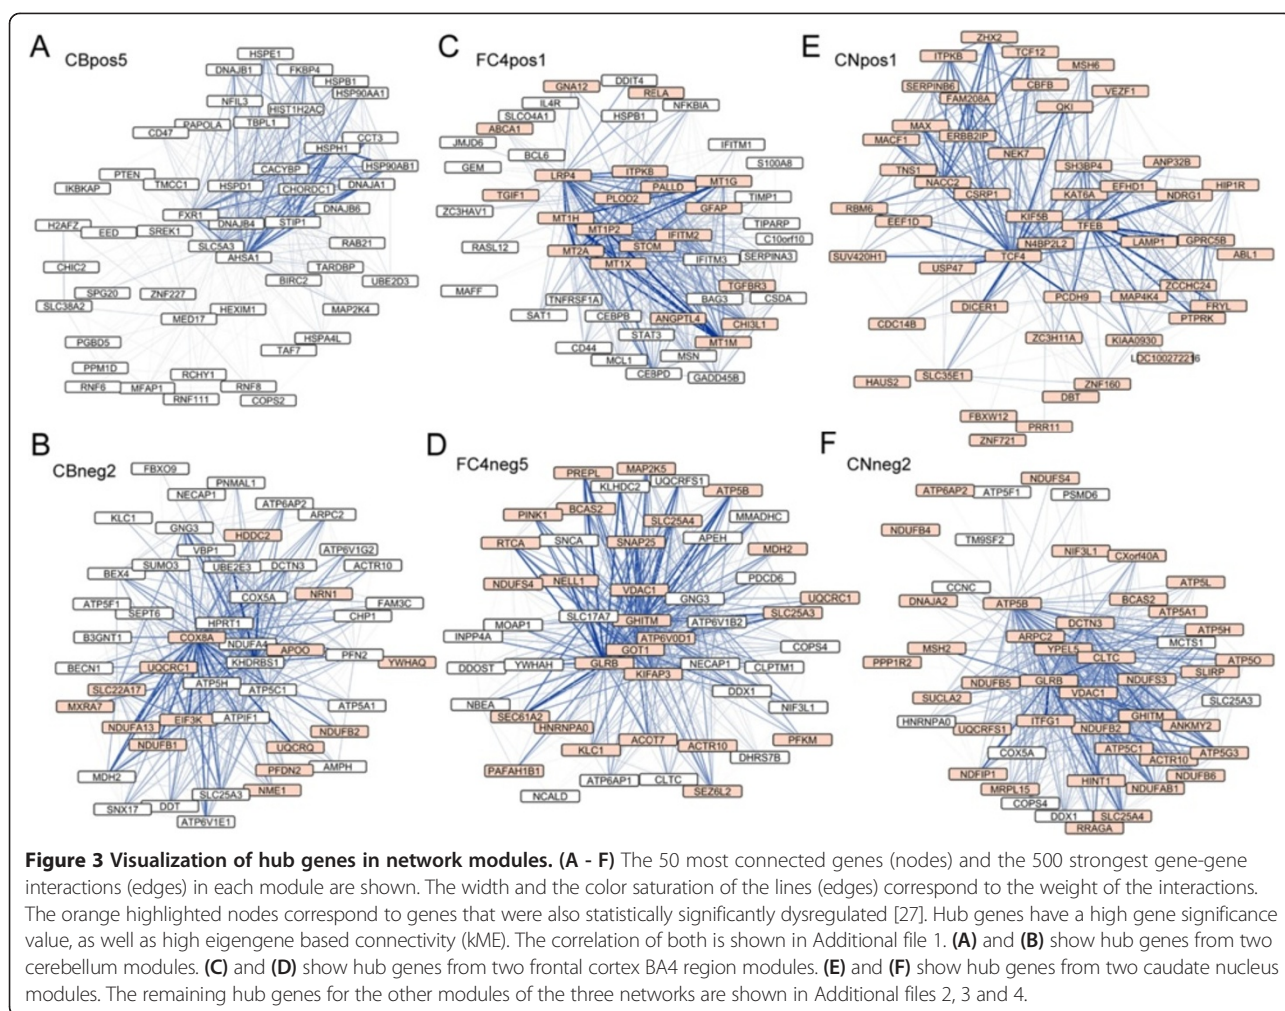 A
CBpos5
HSPE1
DNAJB1
FKBP4
HSPB1
HSP90AA1
NFIL3
HIST1H2AC
PAPOLA
TBPL1
CD47
CCT3
HSPH1
CACYBP
HSP90AB1
PTEN
IKBKAP
TMCC1
HSPD1
CHORDC1
DNAJA1
DNAJB6
FXR1
DNAJB4
STIP1
H2AFZ
EED
SREK1
SLC5A3
RAB21
AHSA1
CHIC2
TARDBP
BIRC2
UBE2D3
SPG20
ZNF227
SLC38A2
HEXIM1
MAP2K4
MED17
HSPA4L
PGBD5
TAF7
PPM1D
RCHY1
RNF6
MFAP1
RNF8
RNF111
COPS2
C
FC4pos1
GNA12
DDIT4
RELA
IL4R
NFKBIA
SLCO4A1
HSPB1
ABCA1
JMJD6
IFITM1
BCL6
S100A8
GEM
LRP4
ITPKB
MT1G
PALLD
TGIF1
PLOD2
TIMP1
ZC3HAV1
MT1H
GFAP
MT1P2
TIPARP
IFITM2
C10orf10
RASL12
MT2A
STOM
IFITM3
SERPINA3
MT1X
MAFF
TGFBR3
TNFRSF1A
BAG3
CSDA
SAT1
CEBPB
ANGPTL4
CHI3L1
STAT3
MT1M
CD44
MCL1
MSN
CEBPD
GADD45B
E
CNpos1
ZHX2
ITPKB
TCF12
MSH6
SERPINB6
CBFB
VEZF1
FAM208A
QKI
MAX
ERBB2IP
MACF1
NEK7
TNS1
SH3BP4
ANP32B
NACC2
EFHD1
HIP1R
CSRP1
KAT6A
NDRG1
RBM6
EEF1D
KIF5B
TFEB
N4BP2L2
LAMP1
GPRC5B
SUV420H1
TCF4
ABL1
USP47
ZCCHC24
PCDH9
MAP4K4
DICER1
FRYL
PTPRK
CDC14B
ZC3H11A
KIAA0930
LOC100272216
HAUS2
SLC35E1
ZNF160
DBT
FBXW12
PRR11
ZNF721
B
CBneg2
FBXO9
PNMAL1
NECAP1
ATP6AP2
KLC1
ARPC2
GNG3
HDDC2
VBP1
ATP6V1G2
SUMO3
UBE2E3
DCTN3
ACTR10
BEX4
COX5A
NRN1
ATP5F1
FAM3C
SEPT6
HPRT1
CHP1
B3GNT1
COX8A
NDUFA4
APOO
PFN2
BECN1
UQCRC1
KHDRBS1
YWHAQ
SLC22A17
ATP5H
ATP5C1
MXRA7
ATP5A1
EIF3K
ATPIF1
NDUFA13
NDUFB2
NDUFB1
UQCRQ
MDH2
PFDN2
AMPH
NME1
SLC25A3
SNX17
DDT
ATP6V1E1
D
FC4neg5
PREPL
MAP2K5
KLHDC2
UQCRFS1
ATP5B
BCAS2
PINK1
SLC25A4
MMADHC
RTCA
SNCA
SNAP25
APEH
MDH2
NDUFS4
NELL1
VDAC1
PDCD6
GNG3
UQCRC1
SLC17A7
GHITM
SLC25A3
MOAP1
ATP6V1B2
INPP4A
ATP6V0D1
GOT1
COPS4
DDOST
YWHAH
GLRB
NECAP1
CLPTM1
KIFAP3
NBEA
DDX1
NIF3L1
SEC61A2
HNRNPA0
ACOT7
PFKM
KLC1
ACTR10
DHRS7B
PAFAH1B1
ATP6AP1
CLTC
NCALD
SEZ6L2
F
CNneg2
NDUFS4
ATP6AP2
ATP5F1
PSMD6
NDUFB4
TM9SF2
NIF3L1
CXorf40A
CCNC
ATP5L
DNAJA2
ATP5B
BCAS2
ATP5A1
DCTN3
ATP5H
ARPC2
MCTS1
MSH2
YPEL5
CLTC
PPP1R2
ATP5O
SLIRP
NDUFB5
GLRB
NDUFS3
SUCLA2
VDAC1
SLC25A3
HNRNPA0
ITFG1
GHITM
UQCRFS1
NDUFB2
ANKMY2
COX5A
ATP5C1
ATP5G3
ACTR10
NDFIP1
HINT1
NDUFB6
MRPL15
NDUFAB1
COPS4
DDX1
SLC25A4
RRAGA
Figure 3 Visualization of hub genes in network modules. (A - F) The 50 most connected genes (nodes) and the 500 strongest gene-gene
interactions (edges) in each module are shown. The width and the color saturation of the lines (edges) correspond to the weight of the interactions.
The orange highlighted nodes correspond to genes that were also statistically significantly dysregulated [27]. Hub genes have a high gene significance
value, as well as high eigengene based connectivity (kME). The correlation of both is shown in Additional file 1. (A) and (B) show hub genes from two
cerebellum modules. (C) and (D) show hub genes from two frontal cortex BA4 region modules. (E) and (F) show hub genes from two caudate nucleus
modules. The remaining hub genes for the other modules of the three networks are shown in Additional files 2, 3 and 4.